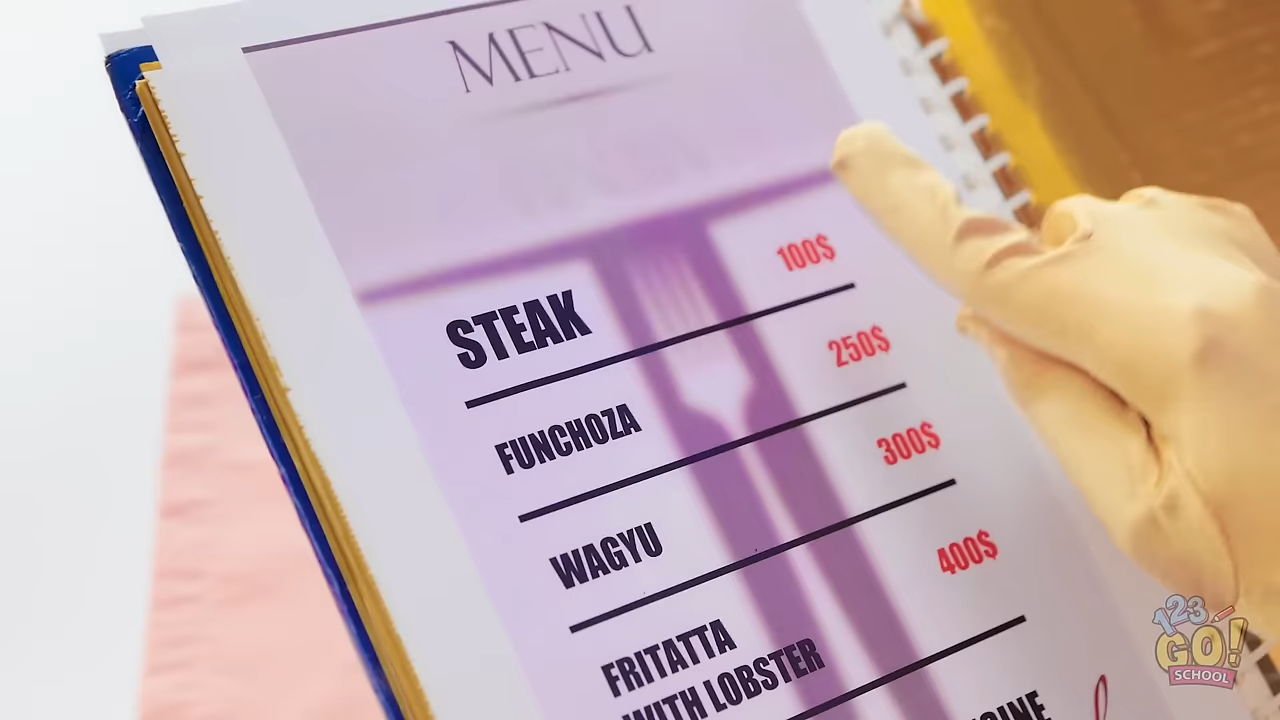 MENU
STEAK 100$
FUNCHOZA 250$
WAGYU 300$
FRITATTA 400$
WITH LOBSTER
123
GO!
SCHOOL